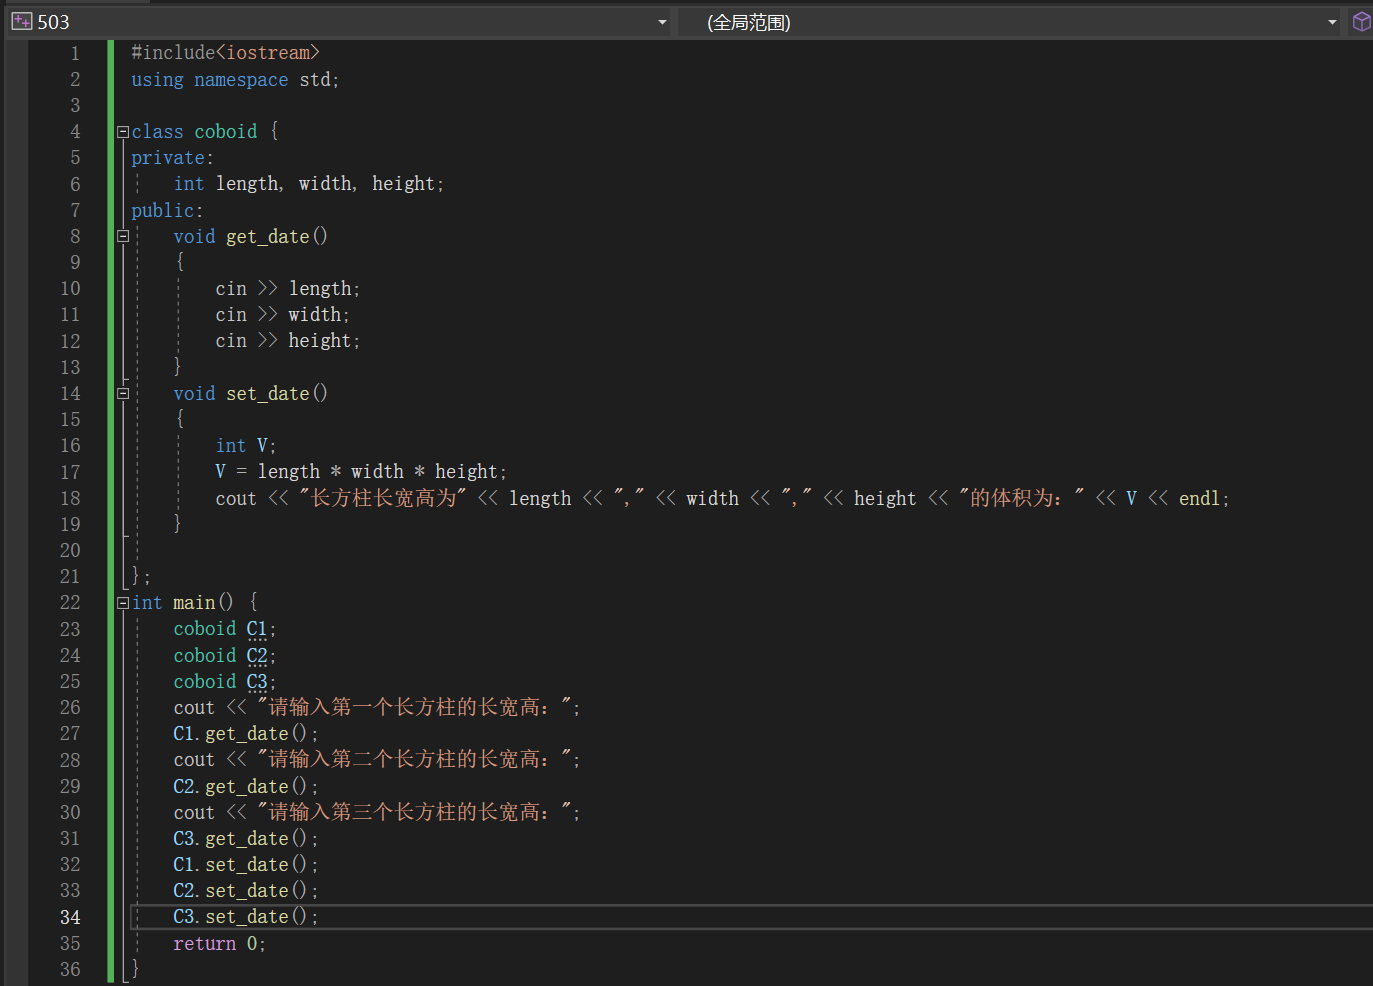 503
(全局范围)
1 #include<iostream>
2 using namespace std;
3
4 class coboid {
5 private:
6 int length, width, height;
7 public:
8 void get_date()
9 {
10 cin >> length;
11 cin >> width;
12 cin >> height;
13 }
14 void set_date()
15 {
16 int V;
17 V = length * width * height;
18 cout << "长方柱长宽高为" << length << "," << width << "," << height << "的体积为：" << V << endl;
19 }
20
21 };
22 int main() {
23 coboid C1;
24 coboid C2;
25 coboid C3;
26 cout << "请输入第一个长方柱的长宽高：";
27 C1.get_date();
28 cout << "请输入第二个长方柱的长宽高：";
29 C2.get_date();
30 cout << "请输入第三个长方柱的长宽高：";
31 C3.get_date();
32 C1.set_date();
33 C2.set_date();
34 C3.set_date();
35 return 0;
36 }